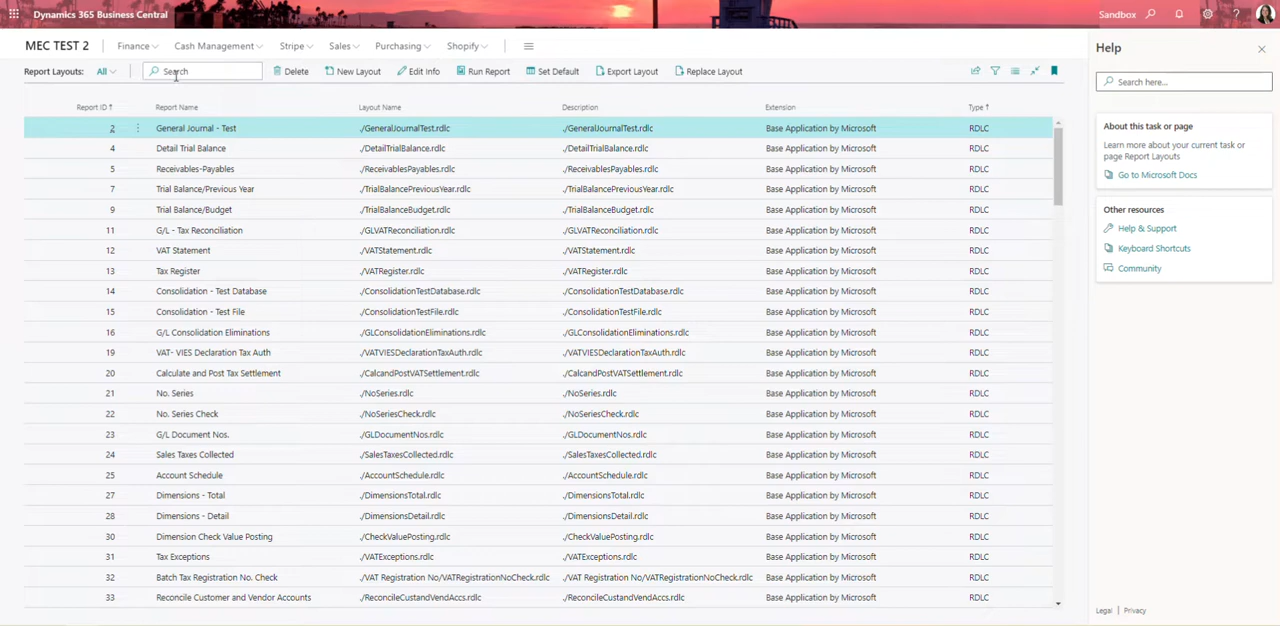 Dynamics 365 Business Central
Sandbox
?
MEC TEST 2
Finance
Cash Management
Stripe
Sales
Purchasing
Shopify
Help
Report Layouts: All
Search
Delete
New Layout
Edit Info
Run Report
Set Default
Export Layout
Replace Layout
Search here...
Report ID ↑ Report Name Layout Name Description Extension Type ↑
2 General Journal - Test ./GeneralJournalTest.rdlc ./GeneralJournalTest.rdlc Base Application by Microsoft RDLC
4 Detail Trial Balance ./DetailTrialBalance.rdlc ./DetailTrialBalance.rdlc Base Application by Microsoft RDLC
5 Receivables-Payables ./ReceivablesPayables.rdlc ./ReceivablesPayables.rdlc Base Application by Microsoft RDLC
7 Trial Balance/Previous Year ./TrialBalancePreviousYear.rdlc ./TrialBalancePreviousYear.rdlc Base Application by Microsoft RDLC
9 Trial Balance/Budget ./TrialBalanceBudget.rdlc ./TrialBalanceBudget.rdlc Base Application by Microsoft RDLC
11 G/L - Tax Reconciliation ./GLVATReconciliation.rdlc ./GLVATReconciliation.rdlc Base Application by Microsoft RDLC
12 VAT Statement ./VATStatement.rdlc ./VATStatement.rdlc Base Application by Microsoft RDLC
13 Tax Register ./VATRegister.rdlc ./VATRegister.rdlc Base Application by Microsoft RDLC
14 Consolidation - Test Database ./ConsolidationTestDatabase.rdlc ./ConsolidationTestDatabase.rdlc Base Application by Microsoft RDLC
15 Consolidation - Test File ./ConsolidationTestFile.rdlc ./ConsolidationTestFile.rdlc Base Application by Microsoft RDLC
16 G/L Consolidation Eliminations ./GLConsolidationEliminations.rdlc ./GLConsolidationEliminations.rdlc Base Application by Microsoft RDLC
19 VAT- VIES Declaration Tax Auth ./VATVIESDeclarationTaxAuth.rdlc ./VATVIESDeclarationTaxAuth.rdlc Base Application by Microsoft RDLC
20 Calculate and Post Tax Settlement ./CalcandPostVATSettlement.rdlc ./CalcandPostVATSettlement.rdlc Base Application by Microsoft RDLC
21 No. Series ./NoSeries.rdlc ./NoSeries.rdlc Base Application by Microsoft RDLC
22 No. Series Check ./NoSeriesCheck.rdlc ./NoSeriesCheck.rdlc Base Application by Microsoft RDLC
23 G/L Document Nos. ./GLDocumentNos.rdlc ./GLDocumentNos.rdlc Base Application by Microsoft RDLC
24 Sales Taxes Collected ./SalesTaxesCollected.rdlc ./SalesTaxesCollected.rdlc Base Application by Microsoft RDLC
25 Account Schedule ./AccountSchedule.rdlc ./AccountSchedule.rdlc Base Application by Microsoft RDLC
27 Dimensions - Total ./DimensionsTotal.rdlc ./DimensionsTotal.rdlc Base Application by Microsoft RDLC
28 Dimensions - Detail ./DimensionsDetail.rdlc ./DimensionsDetail.rdlc Base Application by Microsoft RDLC
30 Dimension Check Value Posting ./CheckValuePosting.rdlc ./CheckValuePosting.rdlc Base Application by Microsoft RDLC
31 Tax Exceptions ./VATExceptions.rdlc ./VATExceptions.rdlc Base Application by Microsoft RDLC
32 Batch Tax Registration No. Check ./VAT Registration No/VATRegistrationNoCheck.rdlc ./VAT Registration No/VATRegistrationNoCheck.rdlc Base Application by Microsoft RDLC
33 Reconcile Customer and Vendor Accounts ./ReconcileCustandVendAccs.rdlc ./ReconcileCustandVendAccs.rdlc Base Application by Microsoft RDLC
About this task or page
Learn more about your current task or
page Report Layouts
Go to Microsoft Docs
Other resources
Help & Support
Keyboard Shortcuts
Community
Legal | Privacy